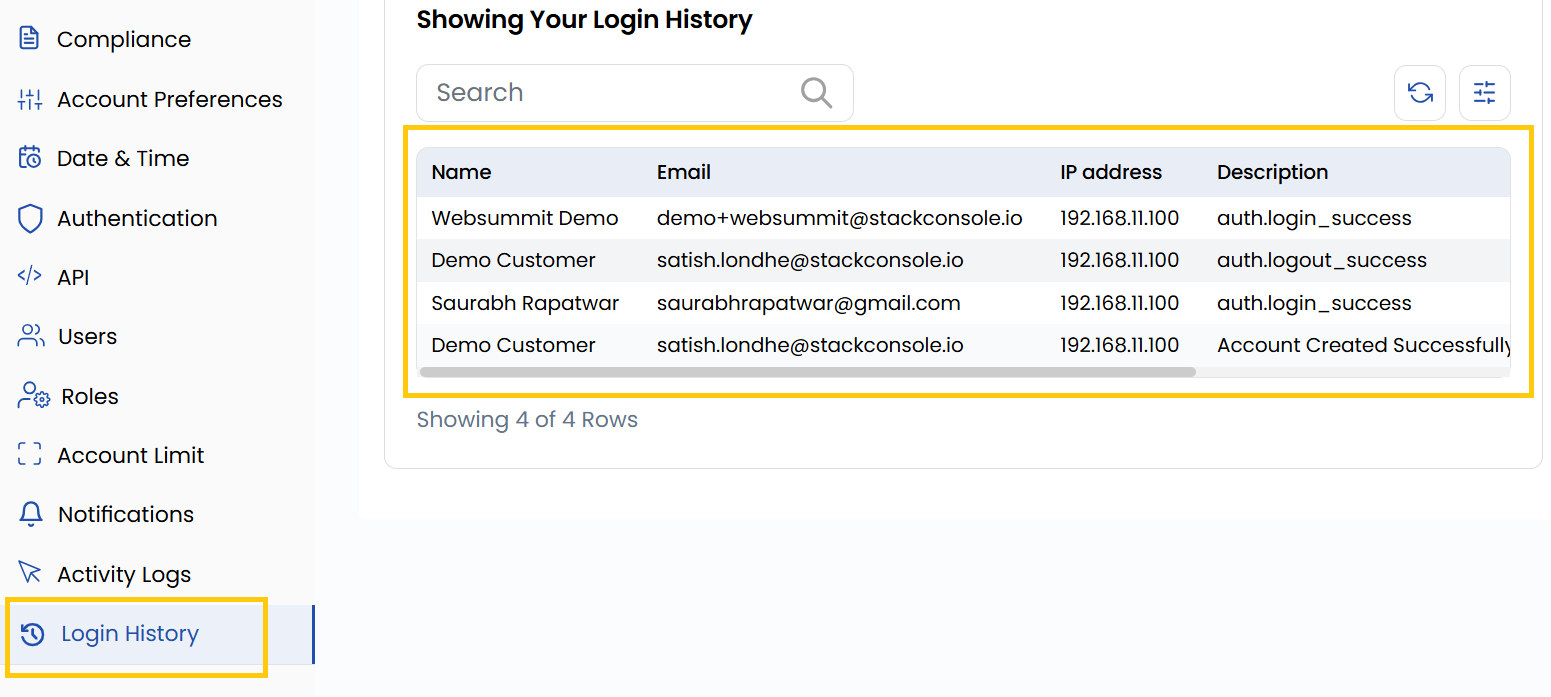 Compliance
Account Preferences
Date & Time
Authentication
API
Users
Roles
Account Limit
Notifications
Activity Logs
Login History
Showing Your Login History
Search
Name Email IP address Description
Websummit Demo demo+websummit@stackconsole.io 192.168.11.100 auth.login_success
Demo Customer satish.londhe@stackconsole.io 192.168.11.100 auth.logout_success
Saurabh Rapatwar saurabhrapatwar@gmail.com 192.168.11.100 auth.login_success
Demo Customer satish.londhe@stackconsole.io 192.168.11.100 Account Created Successfully
Showing 4 of 4 Rows